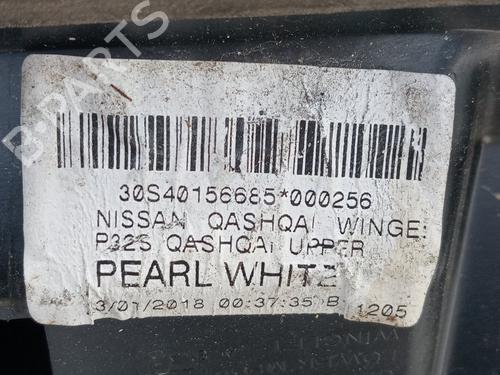 B-PARTS
30S40156685*000256
NISSAN QASHQAI WINGE
P32S QASHQAI UPPER
PEARL WHITE
3/01/2018 00:37:35 B 1205